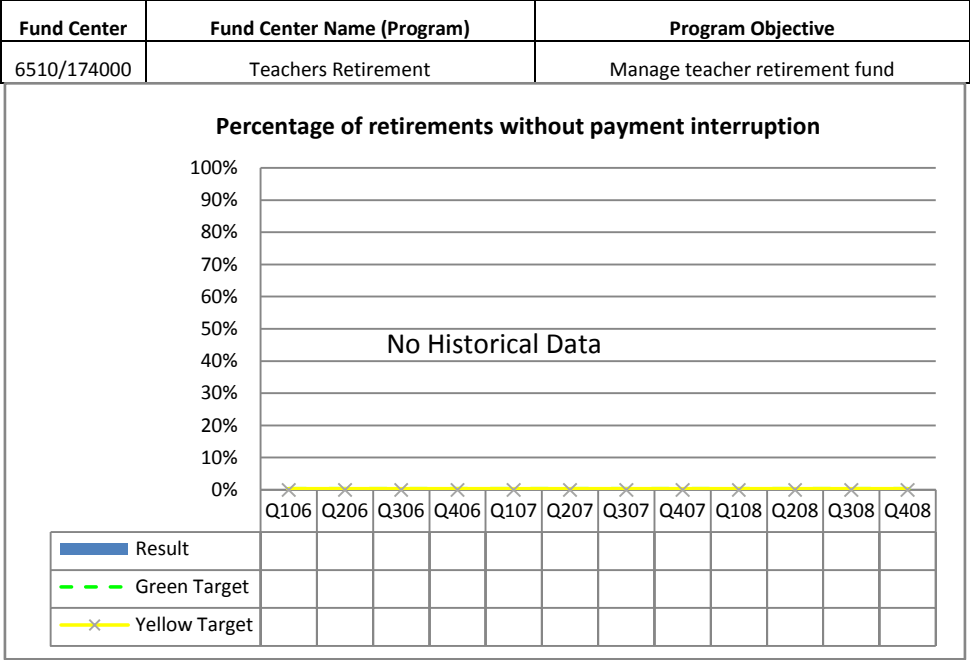 Fund Center Fund Center Name (Program) Program Objective
6510/174000 Teachers Retirement Manage teacher retirement fund
Percentage of retirements without payment interruption
100%
90%
80%
70%
60%
50%
No Historical Data
40%
30%
20%
10%
0%
Q106 Q206 Q306 Q406 Q107 Q207 Q307 Q407 Q108 Q208 Q308 Q408
Result
Green Target
Yellow Target